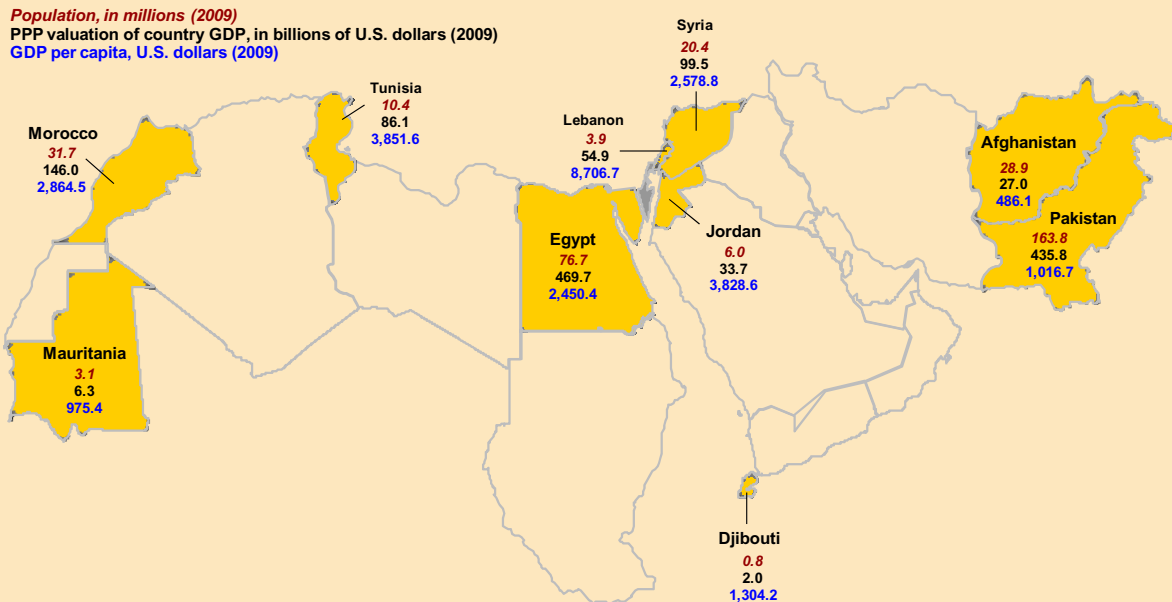 Population, in millions (2009)
PPP valuation of country GDP, in billions of U.S. dollars (2009)
GDP per capita, U.S. dollars (2009)
Syria
20.4
99.5
2,578.8
Tunisia
10.4
86.1
3,851.6
Lebanon
3.9
54.9
8,706.7
Morocco
31.7
146.0
2,864.5
Afghanistan
28.9
27.0
486.1
Pakistan
163.8
435.8
1,016.7
Egypt
76.7
469.7
2,450.4
Jordan
6.0
33.7
3,828.6
Mauritania
3.1
6.3
975.4
Djibouti
0.8
2.0
1,304.2